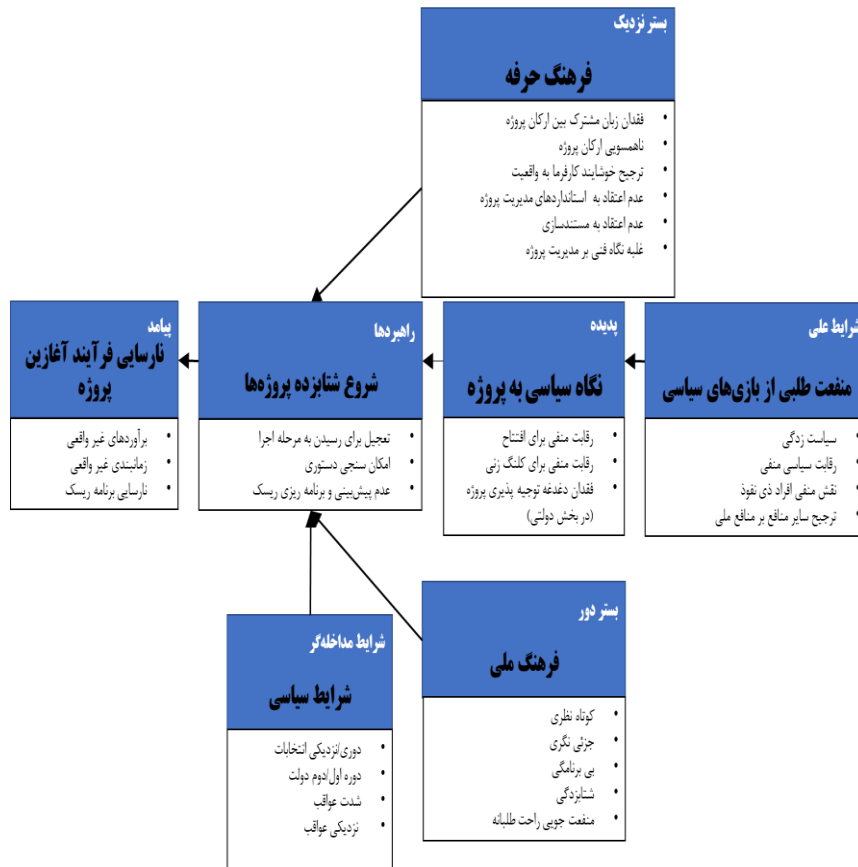 بستر نزدیک
فرهنگ حرفه
• فقدان زبان مشترک بین ارکان پروژه
• ناهمسویی ارکان پروژه
• ترجیح خوشایند کارفرما به واقعیت
• عدم اعتقاد به استانداردهای مدیریت پروژه
• عدم اعتقاد به مستندسازی
• غلبه نگاه فنی بر مدیریت پروژه
شرایط علی
منفعت طلبی از بازی‌های سیاسی
• سیاست زدگی
• رقابت سیاسی منفی
• نقش منفی افراد ذی نفوذ
• ترجیح سایر منافع بر منافع ملی
پدیده
نگاه سیاسی به پروژه
• رقابت منفی برای افتتاح
• رقابت منفی برای کلنگ زنی
• فقدان دغدغه توجیه پذیری پروژه
(در بخش دولتی)
راهبردها
شروع شتابزده پروژه‌ها
• تعجیل برای رسیدن به مرحله اجرا
• امکان سنجی دستوری
• عدم پیش‌بینی و برنامه ریزی ریسک
پیامد
نارسایی فرآیند آغازین
پروژه
• برآوردهای غیر واقعی
• زمانبندی غیر واقعی
• نارسایی برنامه ریسک
بستر دور
فرهنگ ملی
• کوتاه نظری
• جزئی نگری
• بی برنامگی
• شتابزدگی
• منفعت جویی راحت طلبانه
شرایط مداخله‌گر
شرایط سیاسی
• دوری/نزدیکی انتخابات
• دوره اول/دوم دولت
• شدت عواقب
• نزدیکی عواقب